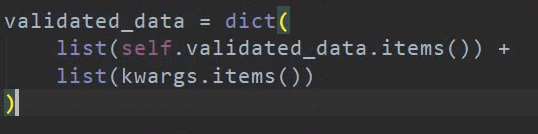 validated_data = dict(
    list(self.validated_data.items()) +
    list(kwargs.items())
)